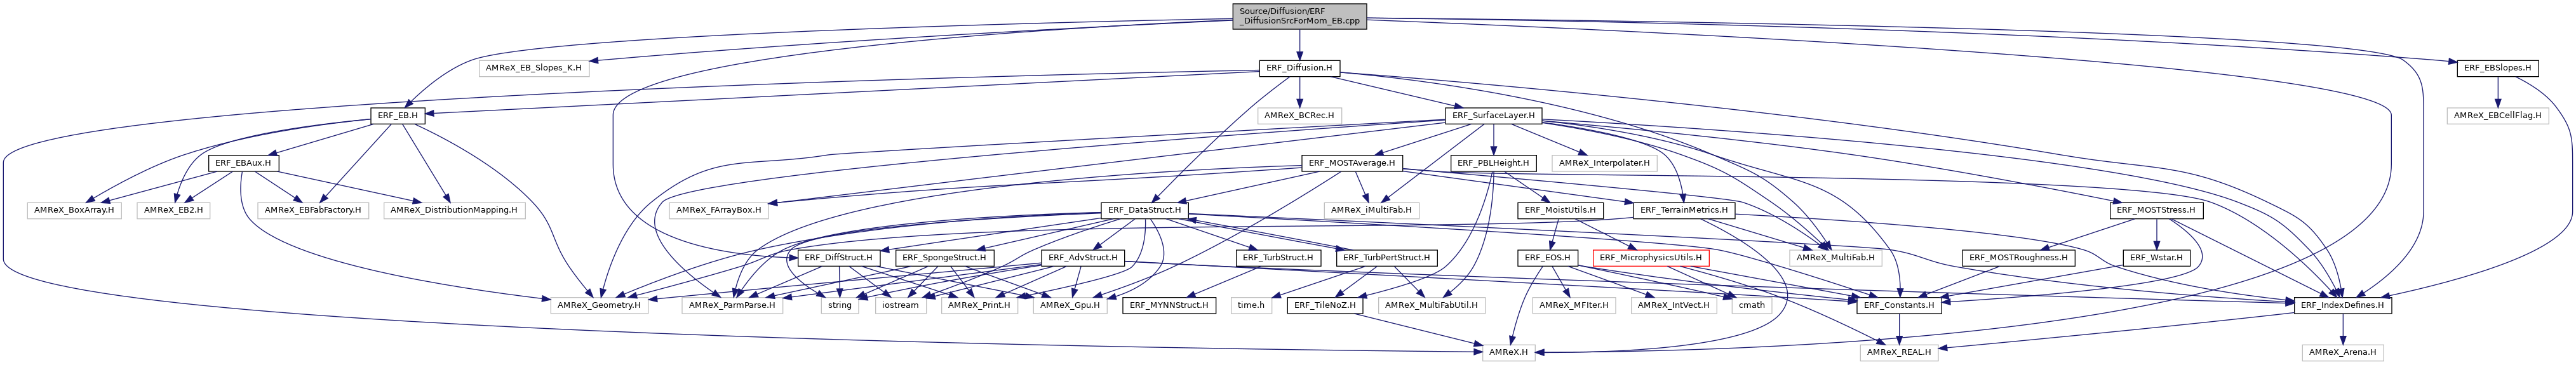 Source/Diffusion/ERF
_DiffusionSrcForMom_EB.cpp
AMReX_EB_Slopes_K.H
ERF_Diffusion.H
ERF_EBSlopes.H
ERF_EB.H
AMReX_BCRec.H
ERF_SurfaceLayer.H
AMReX_EBCellFlag.H
ERF_EBAux.H
ERF_MOSTAverage.H
ERF_PBLHeight.H
AMReX_Interpolater.H
AMReX_BoxArray.H
AMReX_EB2.H
AMReX_EBFabFactory.H
AMReX_DistributionMapping.H
AMReX_FArrayBox.H
ERF_DataStruct.H
AMReX_iMultiFab.H
ERF_MoistUtils.H
ERF_TerrainMetrics.H
ERF_MOSTStress.H
ERF_DiffStruct.H
ERF_SpongeStruct.H
ERF_AdvStruct.H
ERF_TurbStruct.H
ERF_TurbPertStruct.H
ERF_EOS.H
ERF_MicrophysicsUtils.H
AMReX_MultiFab.H
ERF_MOSTRoughness.H
ERF_Wstar.H
AMReX_Geometry.H
AMReX_ParmParse.H
string
iostream
AMReX_Print.H
AMReX_Gpu.H
ERF_MYNNStruct.H
time.h
ERF_TileNoZ.H
AMReX_MultiFabUtil.H
AMReX_MFIter.H
AMReX_IntVect.H
cmath
ERF_Constants.H
ERF_IndexDefines.H
AMReX.H
AMReX_REAL.H
AMReX_Arena.H